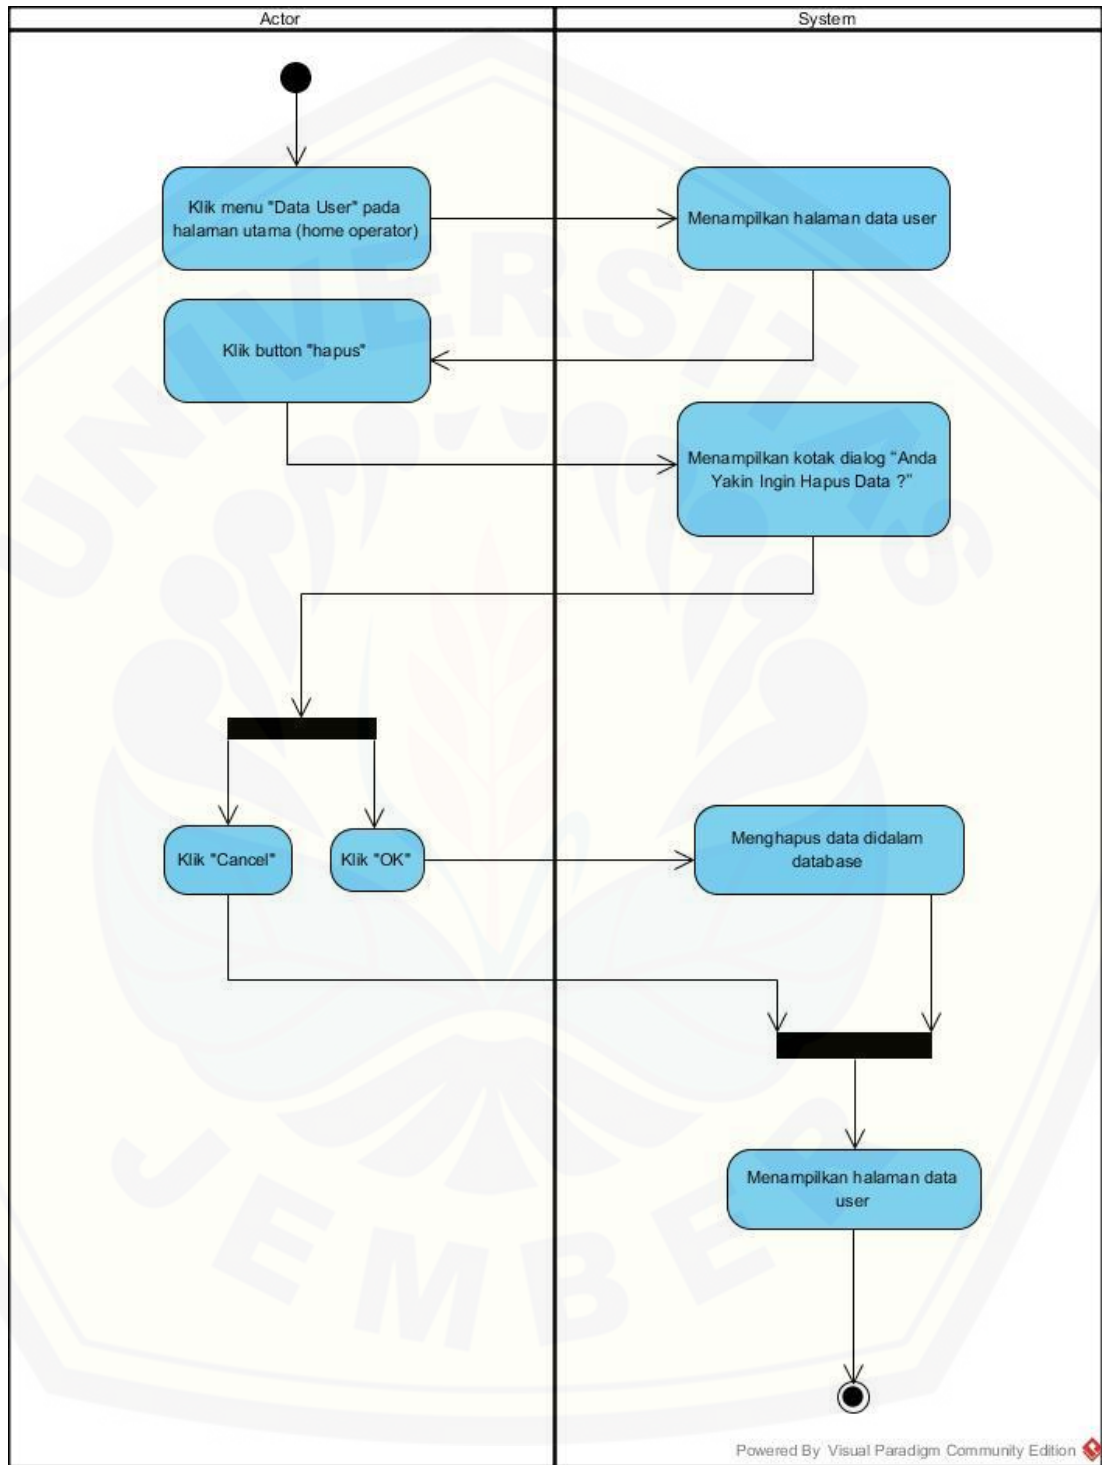 Actor
System
Klik menu "Data User" pada
halaman utama (home operator)
Menampilkan halaman data user
Klik button "hapus"
Menampilkan kotak dialog "Anda
Yakin Ingin Hapus Data ?"
Klik "Cancel"
Klik "OK"
Menghapus data didalam
database
Menampilkan halaman data
user
UNIVERSITAS
JEMBER
Powered By Visual Paradigm Community Edition